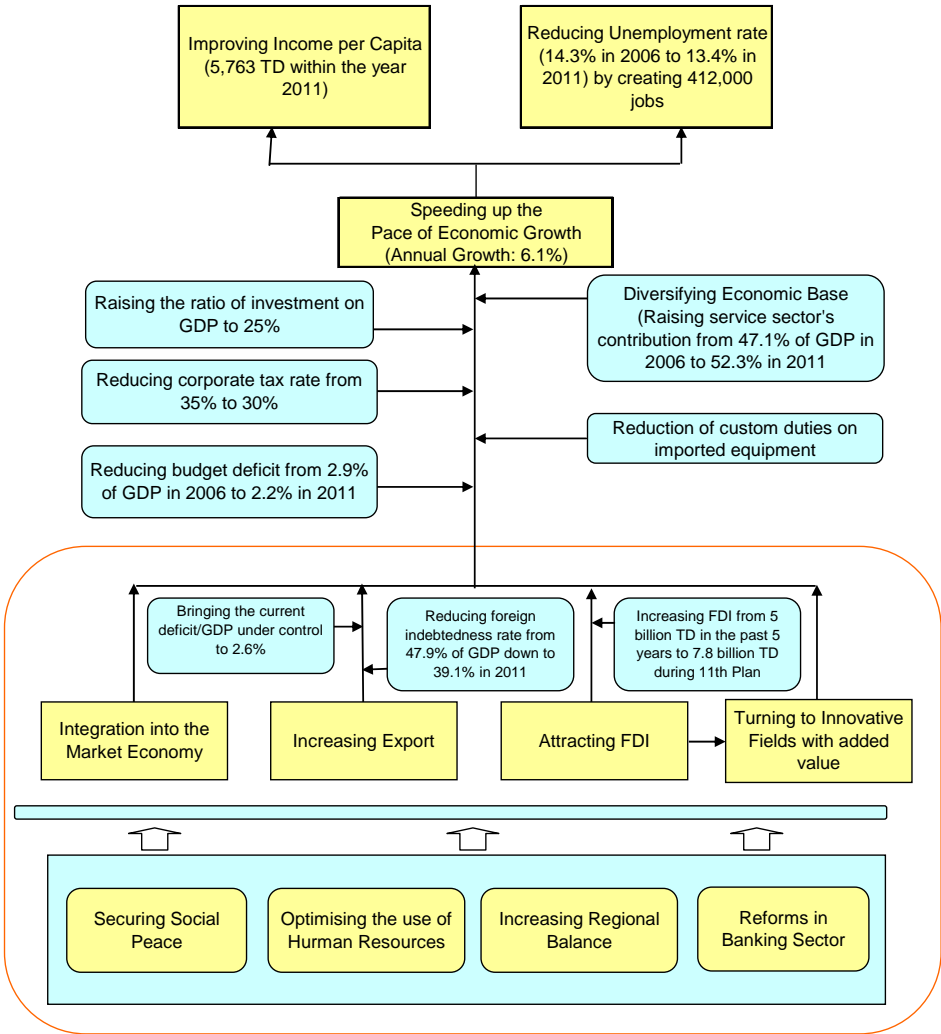 Improving Income per Capita
(5,763 TD within the year
2011)
Reducing Unemployment rate
(14.3% in 2006 to 13.4% in
2011) by creating 412,000
jobs
Speeding up the
Pace of Economic Growth
(Annual Growth: 6.1%)
Raising the ratio of investment on
GDP to 25%
Diversifying Economic Base
(Raising service sector's
contribution from 47.1% of GDP in
2006 to 52.3% in 2011
Reducing corporate tax rate from
35% to 30%
Reduction of custom duties on
imported equipment
Reducing budget deficit from 2.9%
of GDP in 2006 to 2.2% in 2011
Bringing the current
deficit/GDP under control
to 2.6%
Reducing foreign
indebtedness rate from
47.9% of GDP down to
39.1% in 2011
Increasing FDI from 5
billion TD in the past 5
years to 7.8 billion TD
during 11th Plan
Integration into the
Market Economy
Increasing Export
Attracting FDI
Turning to Innovative
Fields with added
value
Securing Social
Peace
Optimising the use of
Hurman Resources
Increasing Regional
Balance
Reforms in
Banking Sector